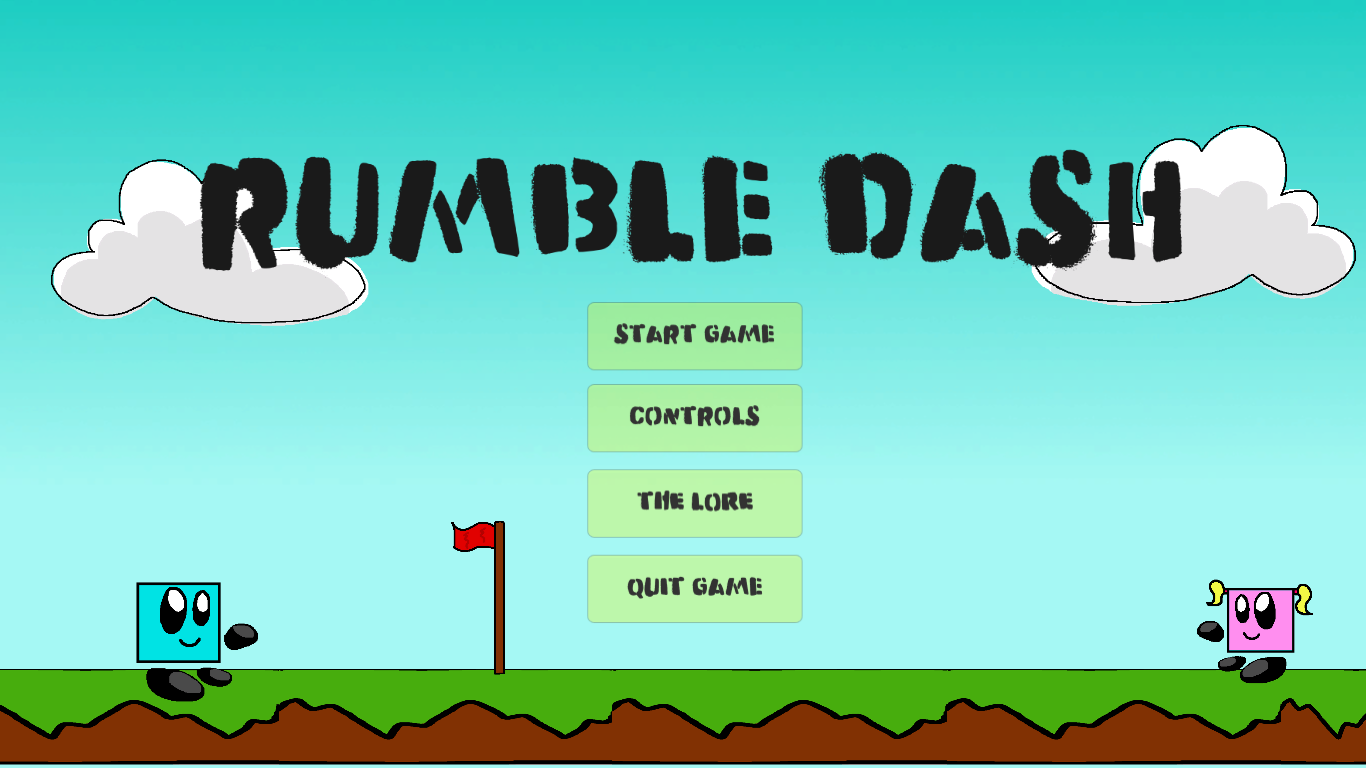 RUMBLE DASH
START GAME
CONTROLS
THE LORE
QUIT GAME